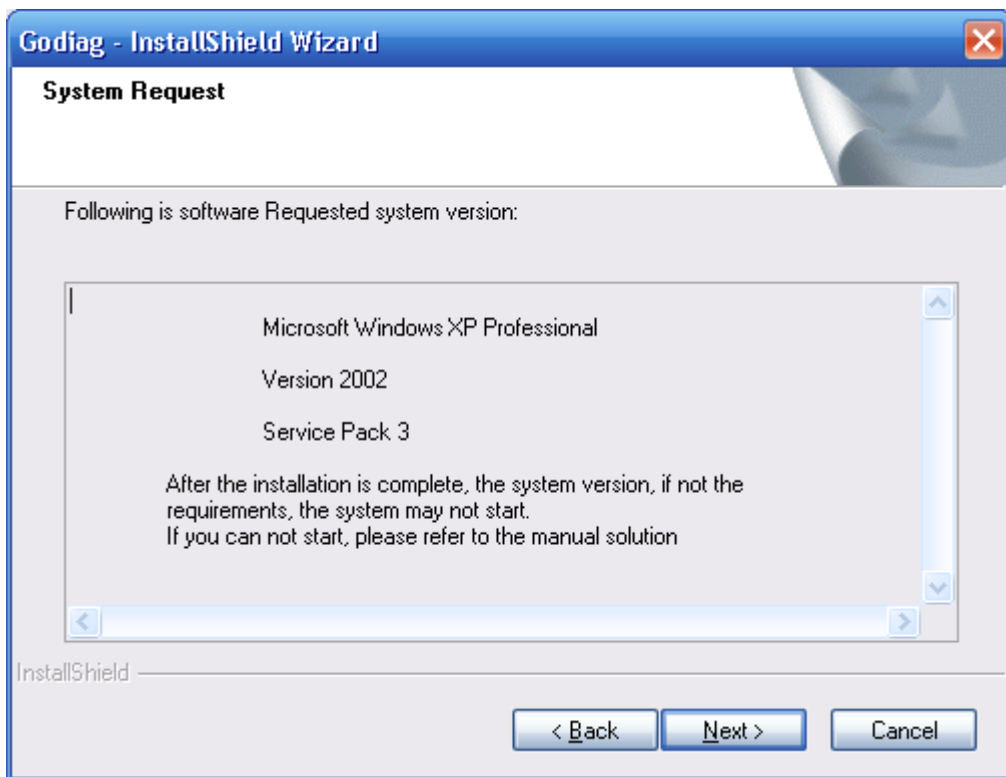 Godiag - InstallShield Wizard
System Request
Following is software Requested system version:
Microsoft Windows XP Professional
Version 2002
Service Pack 3
After the installation is complete, the system version, if not the
requirements, the system may not start.
If you can not start, please refer to the manual solution
InstallShield
< Back
Next >
Cancel